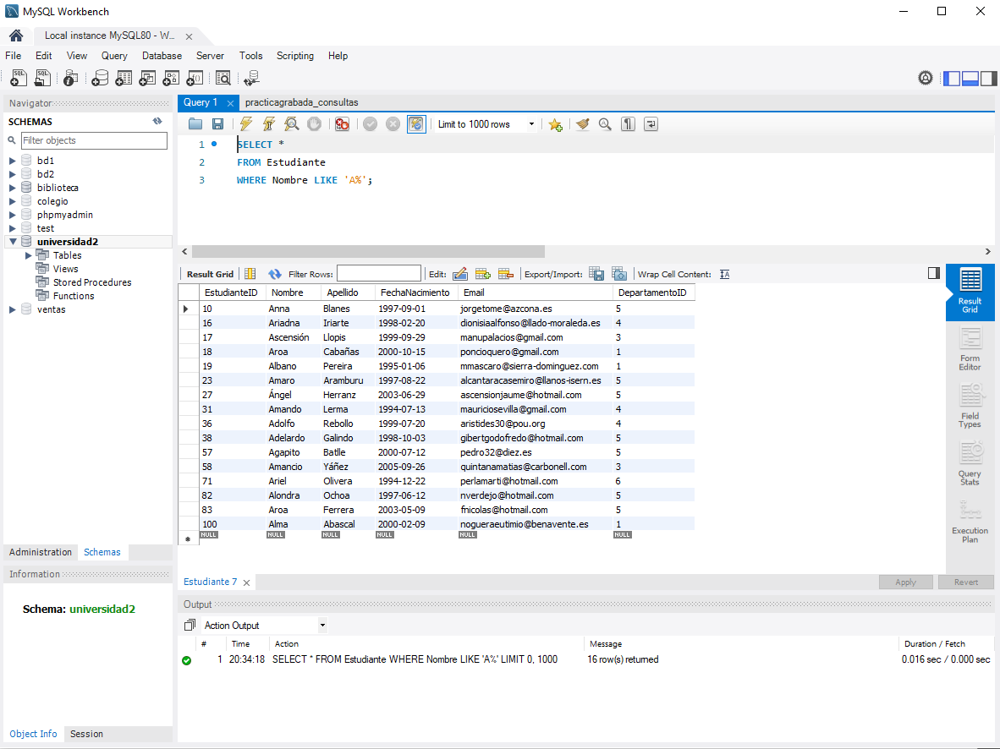 MySQL Workbench
Local instance MySQL80 - W...
File Edit View Query Database Server Tools Scripting Help
Navigator
SCHEMAS
Filter objects
bd1
bd2
biblioteca
colegio
phpmyadmin
test
universidad2
Tables
Views
Stored Procedures
Functions
ventas
Administration Schemas
Information
Schema: universidad2
Object Info Session
Query 1 practicagrabada_consultas
Limit to 1000 rows
1 SELECT *
2 FROM Estudiante
3 WHERE Nombre LIKE 'A%';
Result Grid Filter Rows: Edit: Export/Import: Wrap Cell Content:
EstudianteID Nombre Apellido FechaNacimiento Email DepartamentoID
10 Anna Blanes 1997-09-01 jorgetome@azcona.es 5
16 Ariadna Iriarte 1998-02-20 dionisiaalfonso@llado-moraleda.es 4
17 Ascensión Llopis 1999-09-29 manupalacios@gmail.com 3
18 Aroa Cabañas 2000-10-15 poncioquero@gmail.com 1
19 Albano Pereira 1995-01-06 mmascaro@sierra-dominguez.com 1
23 Amaro Aramburu 1997-08-22 alcantaracasemiro@llanos-isern.es 5
27 Ángel Herranz 2003-06-29 ascensionjaume@hotmail.com 5
31 Amando Lerma 1994-07-13 mauriciosevilla@gmail.com 4
36 Adolfo Rebollo 1999-07-20 aristides30@pou.org 4
38 Adelardo Galindo 1998-10-03 gibertgodofredo@hotmail.com 5
57 Agapito Batlle 2000-07-12 pedro32@diez.es 5
58 Amancio Yáñez 2005-09-26 quintanamatias@carbonell.com 3
71 Ariel Olivera 1994-12-22 perlamarti@hotmail.com 6
82 Alondra Ochoa 1997-06-12 nverdejo@hotmail.com 5
83 Aroa Ferrera 2003-05-09 fnicolas@hotmail.com 5
100 Alma Abascal 2000-02-09 nogueraeutimio@benavente.es 1
NULL NULL NULL NULL NULL NULL
Result
Grid
Form
Editor
Field
Types
Query
Stats
Execution
Plan
Estudiante 7 Apply Revert
Output
Action Output
# Time Action Message Duration / Fetch
1 20:34:18 SELECT * FROM Estudiante WHERE Nombre LIKE 'A%' LIMIT 0, 1000 16 row(s) returned 0.016 sec / 0.000 sec